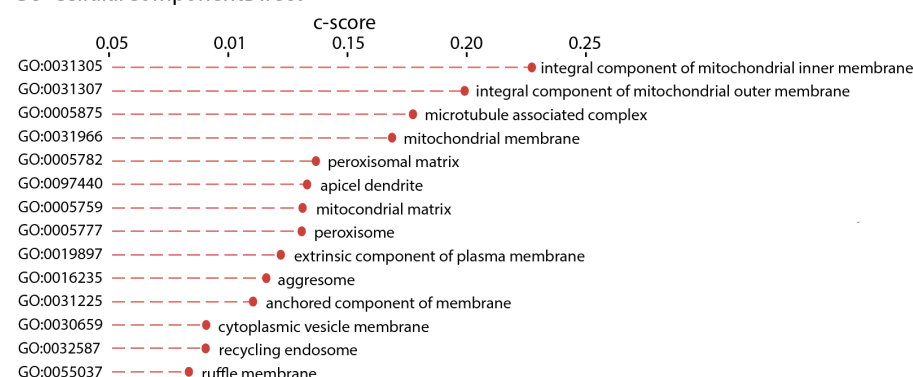 c-score
0.05 0.01 0.15 0.20 0.25
GO:0031305 integral component of mitochondrial inner membrane
GO:0031307 integral component of mitochondrial outer membrane
GO:0005875 microtubule associated complex
GO:0031966 mitochondrial membrane
GO:0005782 peroxisomal matrix
GO:0097440 apicel dendrite
GO:0005759 mitocondrial matrix
GO:0005777 peroxisome
GO:0019897 extrinsic component of plasma membrane
GO:0016235 aggresome
GO:0031225 anchored component of membrane
GO:0030659 cytoplasmic vesicle membrane
GO:0032587 recycling endosome
GO:0055037 ruffle membrane